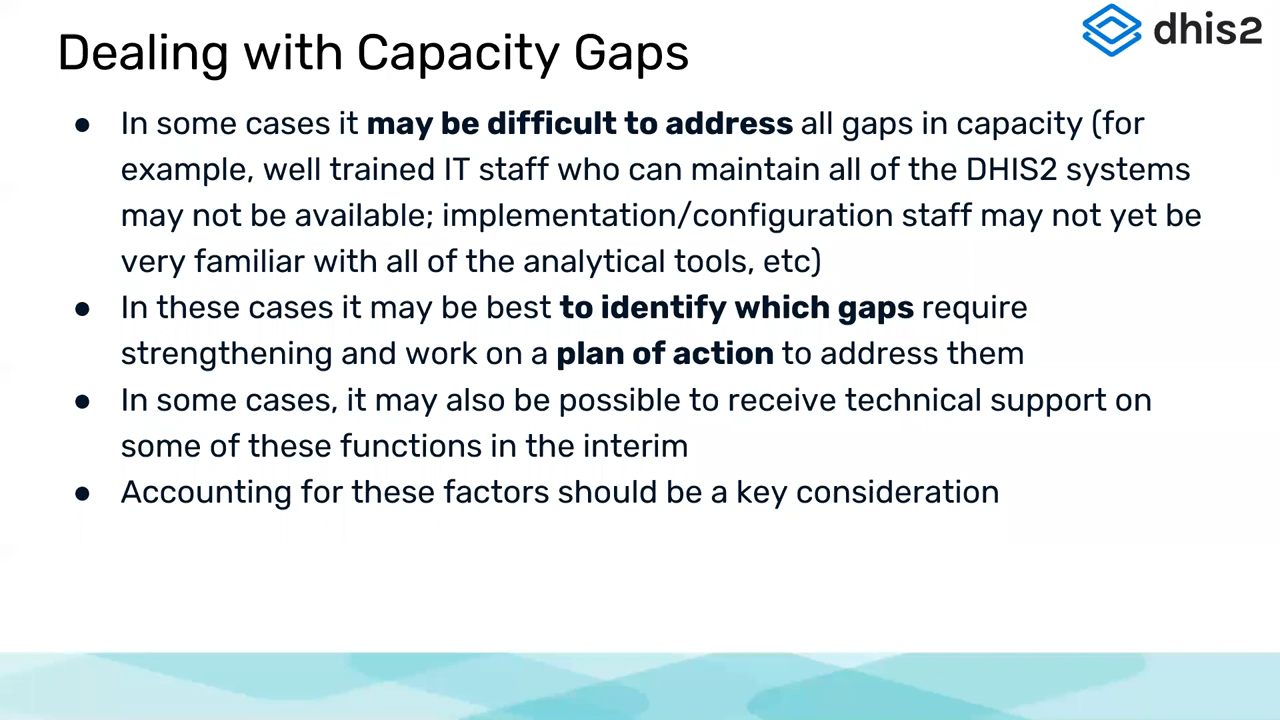 Dealing with Capacity Gaps
dhis2
● In some cases it may be difficult to address all gaps in capacity (for
example, well trained IT staff who can maintain all of the DHIS2 systems
may not be available; implementation/configuration staff may not yet be
very familiar with all of the analytical tools, etc)
● In these cases it may be best to identify which gaps require
strengthening and work on a plan of action to address them
● In some cases, it may also be possible to receive technical support on
some of these functions in the interim
● Accounting for these factors should be a key consideration